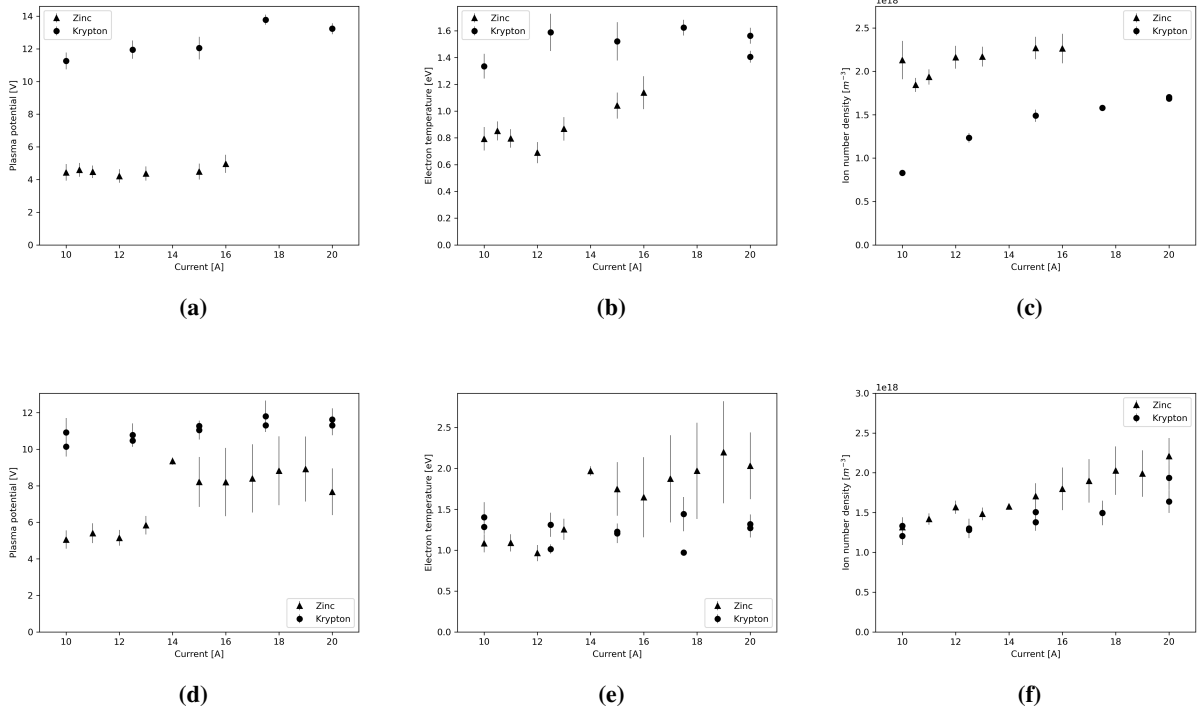 14
12
10
8
6
4
2
0
Plasma potential [V]
Zinc
Krypton
10 12 14 16 18 20
Current [A]
(a)
1.6
1.4
1.2
1.0
0.8
0.6
0.4
0.2
0.0
Electron temperature [eV]
Zinc
Krypton
10 12 14 16 18 20
Current [A]
(b)
1e18
2.5
2.0
1.5
1.0
0.5
0.0
Ion number density [m⁻³]
Zinc
Krypton
10 12 14 16 18 20
Current [A]
(c)
12
10
8
6
4
2
0
Plasma potential [V]
Zinc
Krypton
10 12 14 16 18 20
Current [A]
(d)
2.5
2.0
1.5
1.0
0.5
0.0
Electron temperature [eV]
Zinc
Krypton
10 12 14 16 18 20
Current [A]
(e)
1e18
3.0
2.5
2.0
1.5
1.0
0.5
0.0
Ion number density [m⁻³]
Zinc
Krypton
10 12 14 16 18 20
Current [A]
(f)